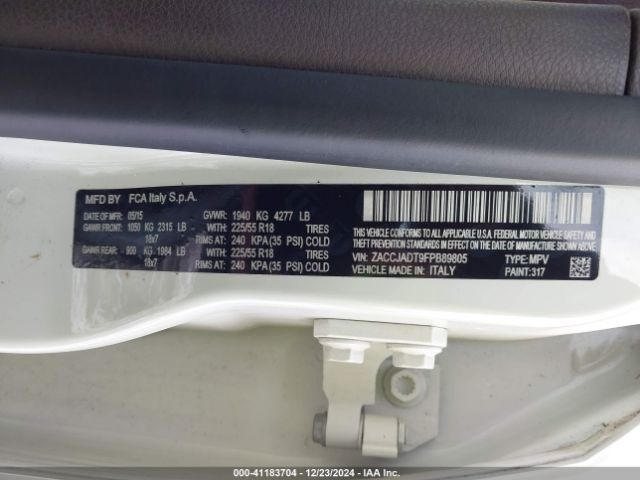 MFD BY FCA Italy S.p.A.
DATE OF MFR 05/15 GVWR: 1940 KG 4277 LB
GAWR FRONT: 1050 KG 2315 LB WITH: 225/55 R18 TIRES
18x7 RIMS AT: 240 KPA (35 PSI) COLD
GAWR REAR: 900 KG 1984 LB WITH: 225/55 R18 TIRES
18x7 RIMS AT: 240 KPA (35 PSI) COLD
THIS VEHICLE CONFORMS TO ALL APPLICABLE U.S.A. FEDERAL MOTOR VEHICLE
SAFETY, BUMPER, AND THEFT PREVENTION STANDARDS IN EFFECT ON THE DATE OF MANUFACTURE SHOWN ABOVE.
VIN: ZACCJADT9FPB89805 TYPE: MPV
VEHICLE MADE IN: ITALY PAINT: 317
000-41183704 - 12/23/2024 - IAA Inc.